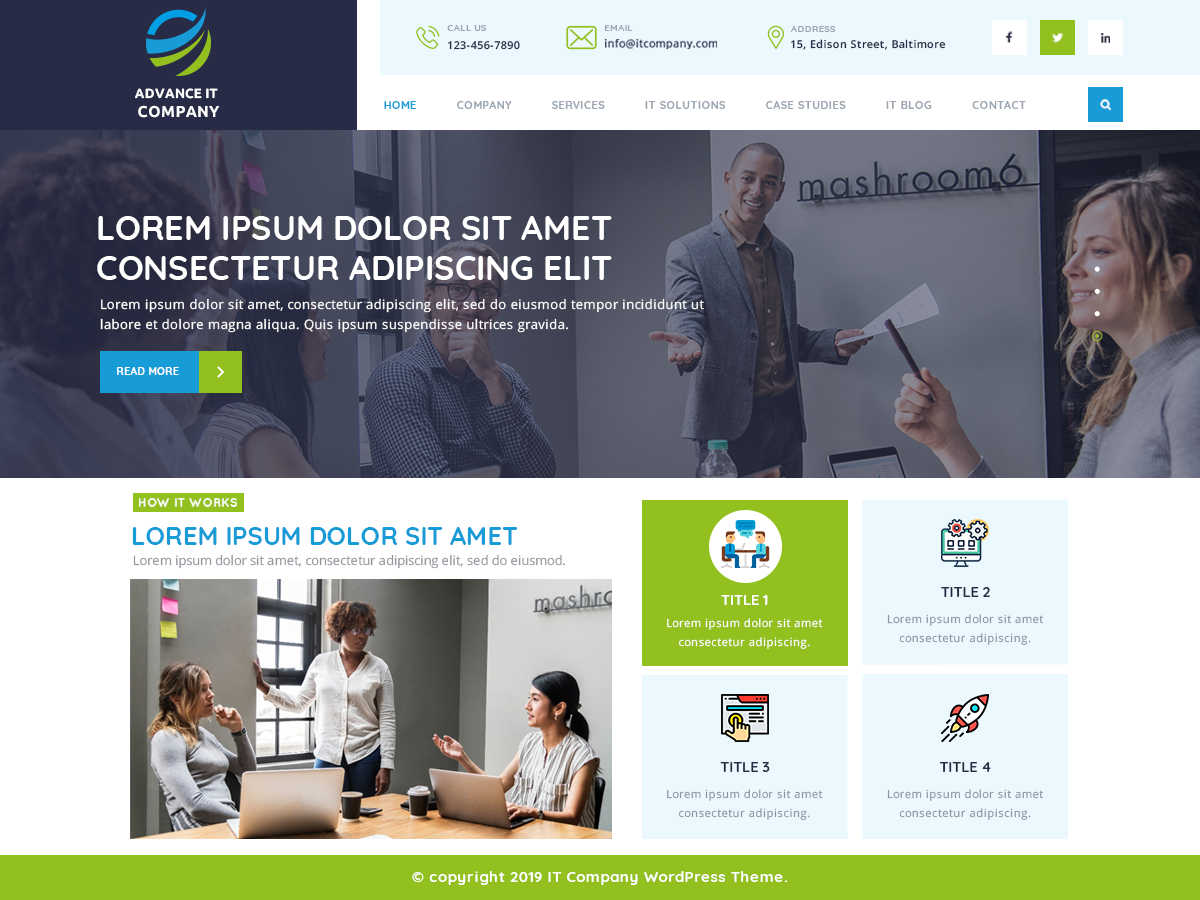 ADVANCE IT
COMPANY
CALL US
123-456-7890
EMAIL
info@itcompany.com
ADDRESS
15, Edison Street, Baltimore
HOME
COMPANY
SERVICES
IT SOLUTIONS
CASE STUDIES
IT BLOG
CONTACT
mashroom6
LOREM IPSUM DOLOR SIT AMET
CONSECTETUR ADIPISCING ELIT
Lorem ipsum dolor sit amet, consectetur adipiscing elit, sed do eiusmod tempor incididunt ut
labore et dolore magna aliqua. Quis ipsum suspendisse ultrices gravida.
READ MORE
HOW IT WORKS
LOREM IPSUM DOLOR SIT AMET
Lorem ipsum dolor sit amet, consectetur adipiscing elit, sed do eiusmod.
mashro
TITLE 1
Lorem ipsum dolor sit amet
consectetur adipiscing.
TITLE 2
Lorem ipsum dolor sit amet
consectetur adipiscing.
TITLE 3
Lorem ipsum dolor sit amet
consectetur adipiscing.
TITLE 4
Lorem ipsum dolor sit amet
consectetur adipiscing.
© copyright 2019 IT Company WordPress Theme.